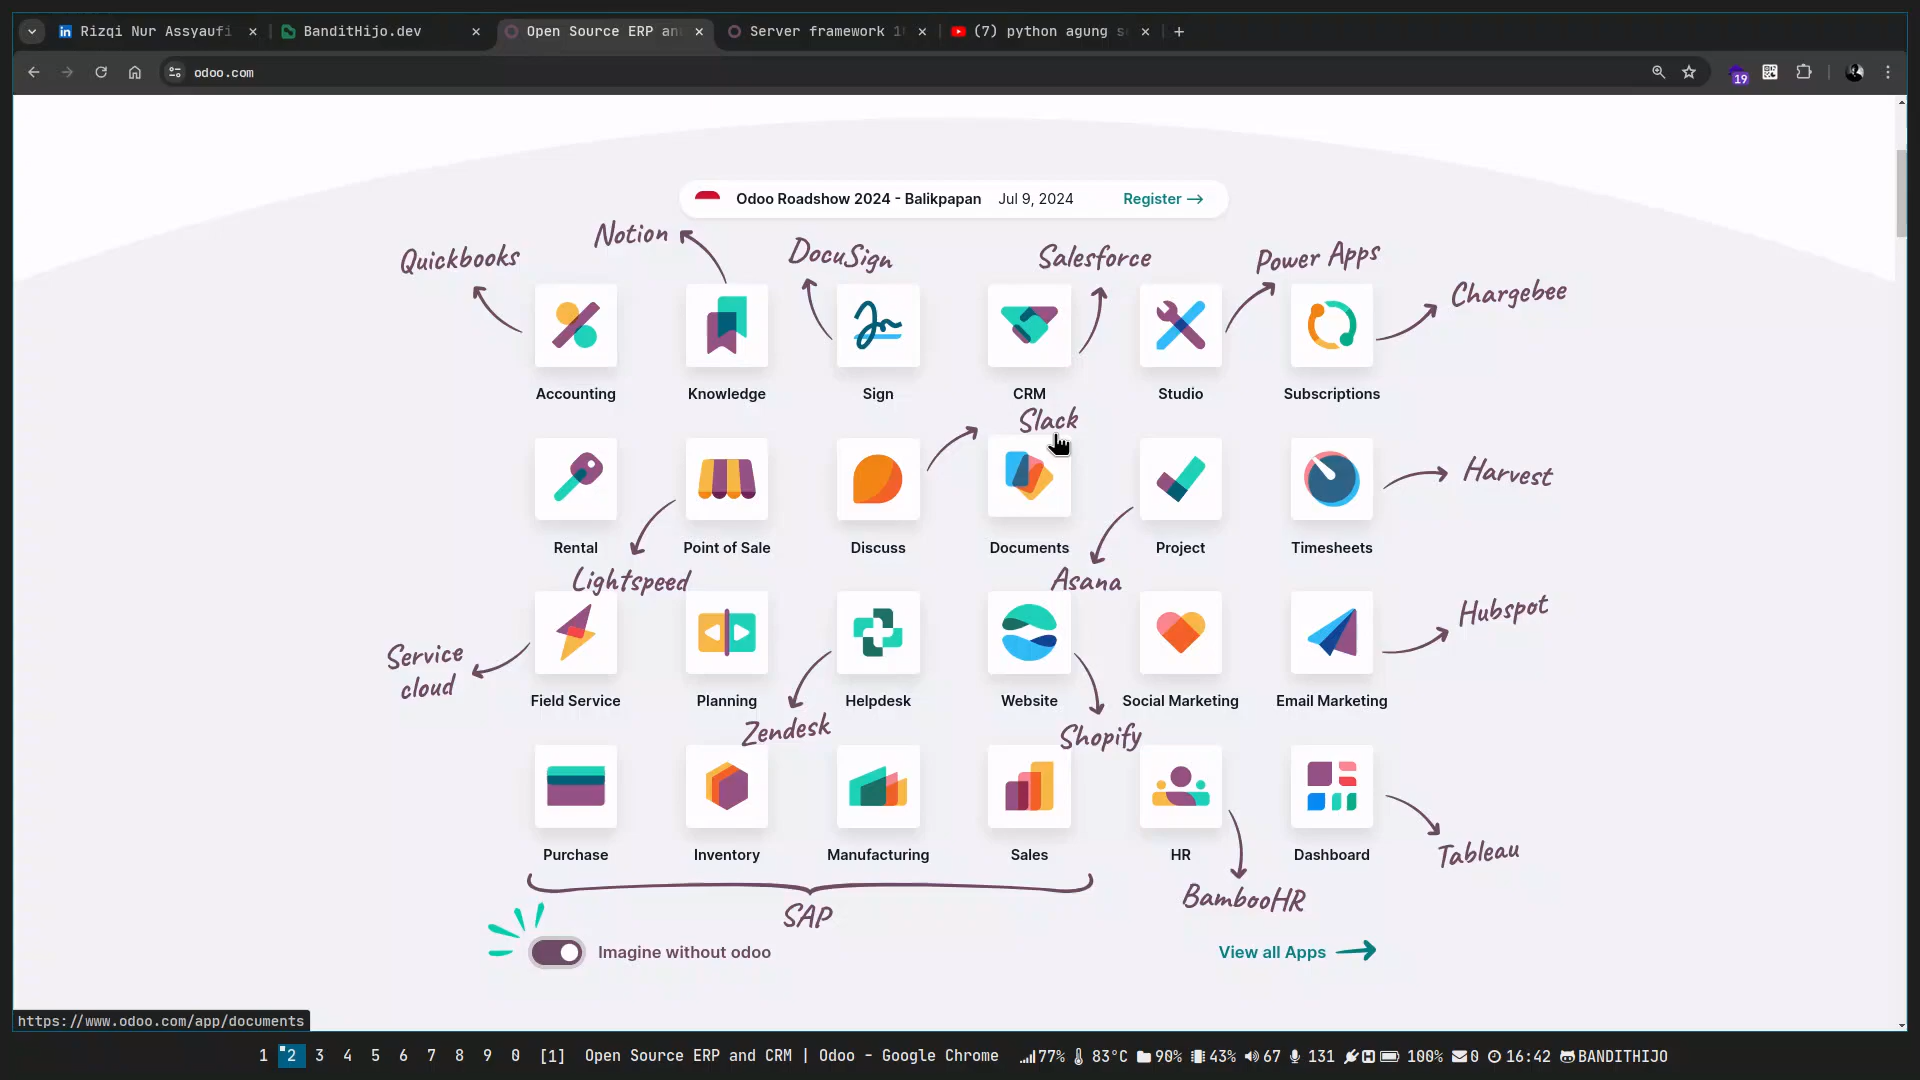 Rizqi Nur Assyaufi
BanditHijo.dev
Open Source ERP an
Server framework 1
(7) python agung s
odoo.com
19
Odoo Roadshow 2024 - Balikpapan Jul 9, 2024 Register
Quickbooks
Notion
DocuSign
Salesforce
Power Apps
Chargebee
Accounting
Knowledge
Sign
CRM
Studio
Subscriptions
Slack
Harvest
Rental
Point of Sale
Discuss
Documents
Project
Timesheets
Lightspeed
Asana
Hubspot
Service
cloud
Field Service
Planning
Helpdesk
Website
Social Marketing
Email Marketing
Zendesk
Shopify
Purchase
Inventory
Manufacturing
Sales
HR
Dashboard
Tableau
SAP
BambooHR
Imagine without odoo
View all Apps
https://www.odoo.com/app/documents
1 2 3 4 5 6 7 8 9 0 [1] Open Source ERP and CRM | Odoo - Google Chrome 77% 83°C 90% 43% 67 131 H 100% 0 16:42 BANDITHIJO